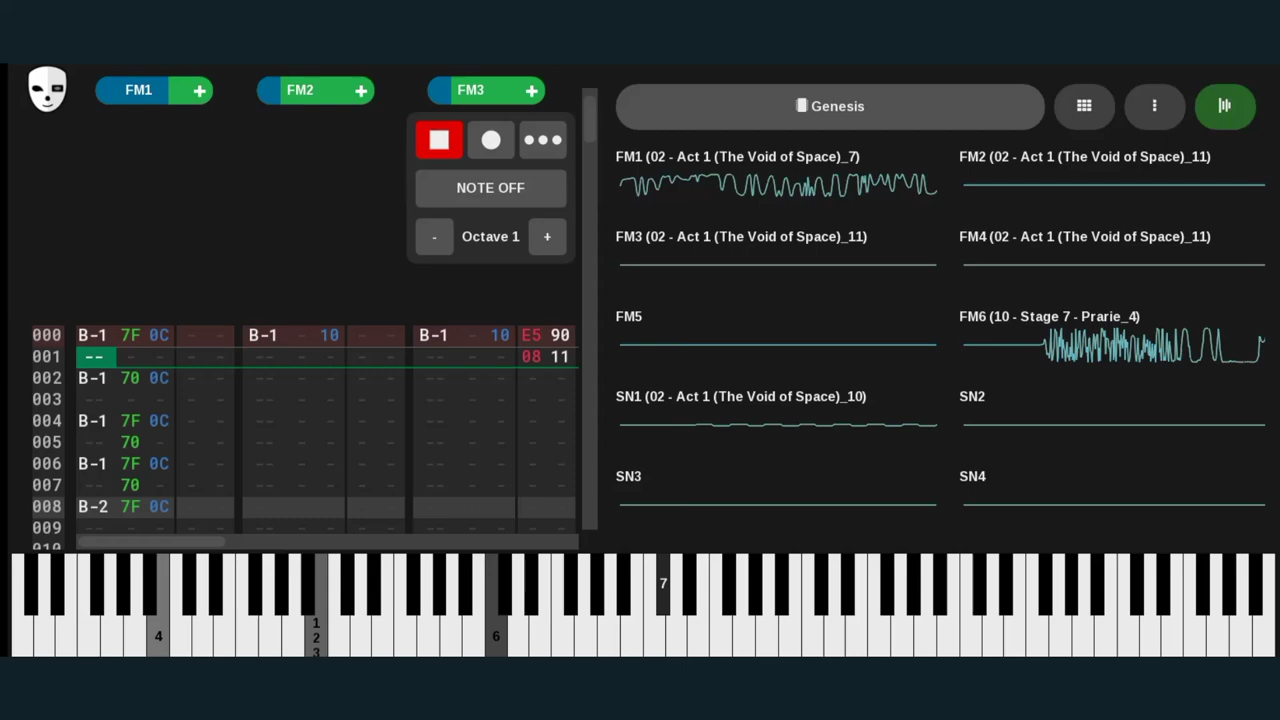 FM1 +
FM2 +
FM3 +
NOTE OFF
- Octave 1 +
000 B-1 7F 0C - - B-1 - 10 - - B-1 - 10 E5 90
001 -- - - - - -- - - - - -- - - 08 11
002 B-1 70 0C - - -- - - - - -- - - - -
003 -- - - - - -- - - - - -- - - - -
004 B-1 7F 0C - - -- - - - - -- - - - -
005 -- 70 - - - -- - - - - -- - - - -
006 B-1 7F 0C - - -- - - - - -- - - - -
007 -- 70 - - - -- - - - - -- - - - -
008 B-2 7F 0C - - -- - - - - -- - - - -
009 -- - - - - -- - - - - -- - - - -
Genesis
FM1 (02 - Act 1 (The Void of Space)_7)
FM2 (02 - Act 1 (The Void of Space)_11)
FM3 (02 - Act 1 (The Void of Space)_11)
FM4 (02 - Act 1 (The Void of Space)_11)
FM5
FM6 (10 - Stage 7 - Prarie_4)
SN1 (02 - Act 1 (The Void of Space)_10)
SN2
SN3
SN4
4
1
2
3
6
7